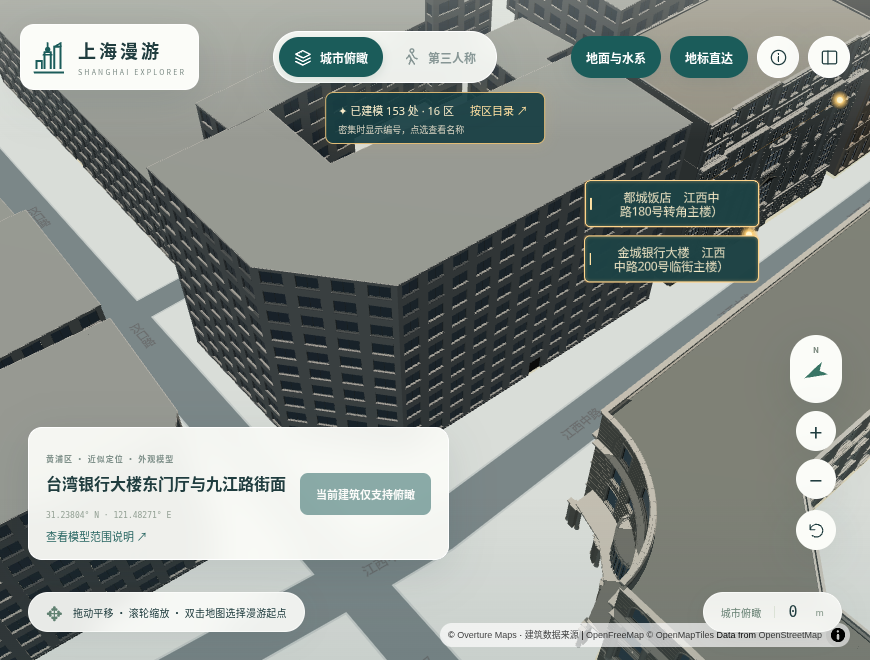 上海漫游
SHANGHAI EXPLORER
城市俯瞰
第三人称
地面与水系
地标直达
✦ 已建模 153 处 · 16 区 按区目录 ↗
密集时显示编号，点选查看名称
都城饭店 江西中
路180号转角主楼）
金城银行大楼 江西
中路200号临街主楼）
江西中路
N
+
−
黄浦区 · 近似定位 · 外观模型
台湾银行大楼东门厅与九江路街面
当前建筑仅支持俯瞰
31.23804° N · 121.48271° E
查看模型范围说明 ↗
拖动平移 · 滚轮缩放 · 双击地图选择漫游起点
城市俯瞰 0 m
© Overture Maps · 建筑数据来源 | OpenFreeMap © OpenMapTiles Data from OpenStreetMap